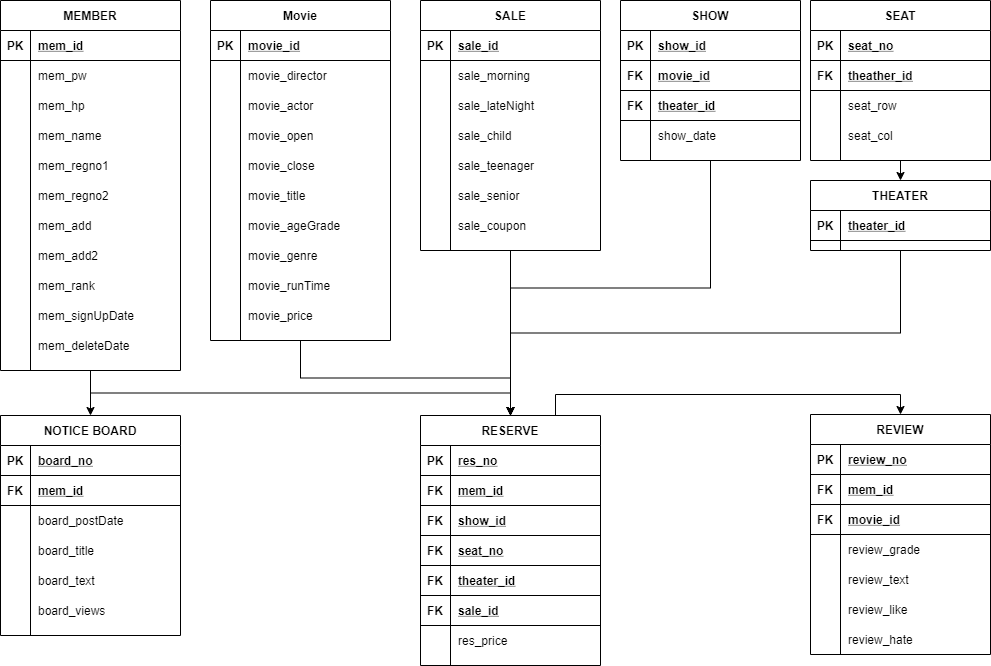 MEMBER
PK mem_id
mem_pw
mem_hp
mem_name
mem_regno1
mem_regno2
mem_add
mem_add2
mem_rank
mem_signUpDate
mem_deleteDate
Movie
PK movie_id
movie_director
movie_actor
movie_open
movie_close
movie_title
movie_ageGrade
movie_genre
movie_runTime
movie_price
SALE
PK sale_id
sale_morning
sale_lateNight
sale_child
sale_teenager
sale_senior
sale_coupon
SHOW
PK show_id
FK movie_id
FK theater_id
show_date
SEAT
PK seat_no
FK theather_id
seat_row
seat_col
THEATER
PK theater_id
NOTICE BOARD
PK board_no
FK mem_id
board_postDate
board_title
board_text
board_views
RESERVE
PK res_no
FK mem_id
FK show_id
FK seat_no
FK theater_id
FK sale_id
res_price
REVIEW
PK review_no
FK mem_id
FK movie_id
review_grade
review_text
review_like
review_hate